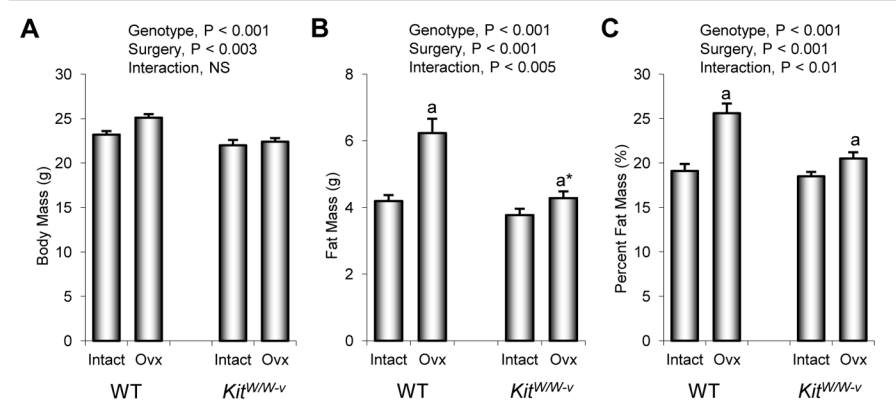 A
Genotype, P < 0.001
Surgery, P < 0.003
Interaction, NS
Body Mass (g)
30
25
20
15
10
5
0
Intact Ovx Intact Ovx
WT Kit^W/W-v
B
Genotype, P < 0.001
Surgery, P < 0.001
Interaction, P < 0.005
Fat Mass (g)
8
6
4
2
0
a
a*
Intact Ovx Intact Ovx
WT Kit^W/W-v
C
Genotype, P < 0.001
Surgery, P < 0.001
Interaction, P < 0.01
Percent Fat Mass (%)
30
25
20
15
10
5
0
a
a
Intact Ovx Intact Ovx
WT Kit^W/W-v